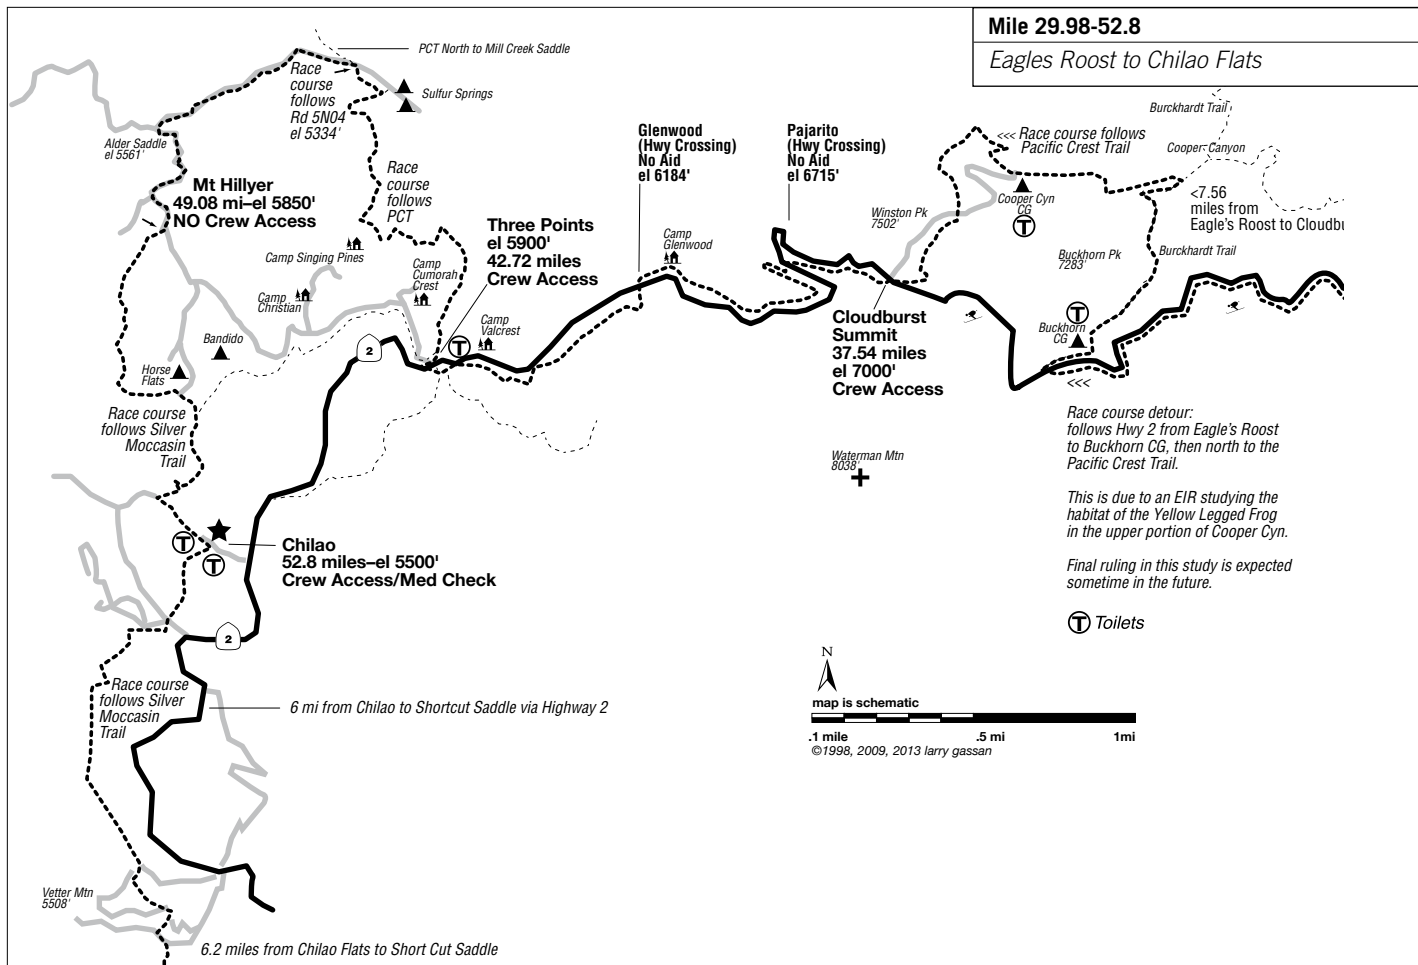 Mile 29.98-52.8
Eagles Roost to Chilao Flats
PCT North to Mill Creek Saddle
Race
course
follows
Rd 5N04
el 5334'
Sulfur Springs
Alder Saddle
el 5561'
Mt Hillyer
49.08 mi–el 5850'
NO Crew Access
Race
course
follows
PCT
Three Points
el 5900'
42.72 miles
Crew Access
Glenwood
(Hwy Crossing)
No Aid
el 6184'
Pajarito
(Hwy Crossing)
No Aid
el 6715'
<<< Race course follows
Pacific Crest Trail
Burckhardt Trail
Cooper Canyon
Cooper Cyn
CG
T
<7.56
miles from
Eagle's Roost to Cloudbu
Winston Pk
7502'
Buckhorn Pk
7283'
Burckhardt Trail
Camp Singing Pines
Camp
Christian
Camp
Cumorah
Crest
Camp
Glenwood
Camp
Valcrest
T
2
Bandido
Horse
Flats
Cloudburst
Summit
37.54 miles
el 7000'
Crew Access
T
Buckhorn
CG
<<<
Race course
follows Silver
Moccasin
Trail
Race course detour:
follows Hwy 2 from Eagle's Roost
to Buckhorn CG, then north to the
Pacific Crest Trail.
This is due to an EIR studying the
habitat of the Yellow Legged Frog
in the upper portion of Cooper Cyn.
Final ruling in this study is expected
sometime in the future.
T Toilets
Waterman Mtn
8038'
T
T
Chilao
52.8 miles–el 5500'
Crew Access/Med Check
2
Race course
follows Silver
Moccasin
Trail
6 mi from Chilao to Shortcut Saddle via Highway 2
N
map is schematic
.1 mile .5 mi 1mi
©1998, 2009, 2013 larry gassan
Vetter Mtn
5508'
6.2 miles from Chilao Flats to Short Cut Saddle